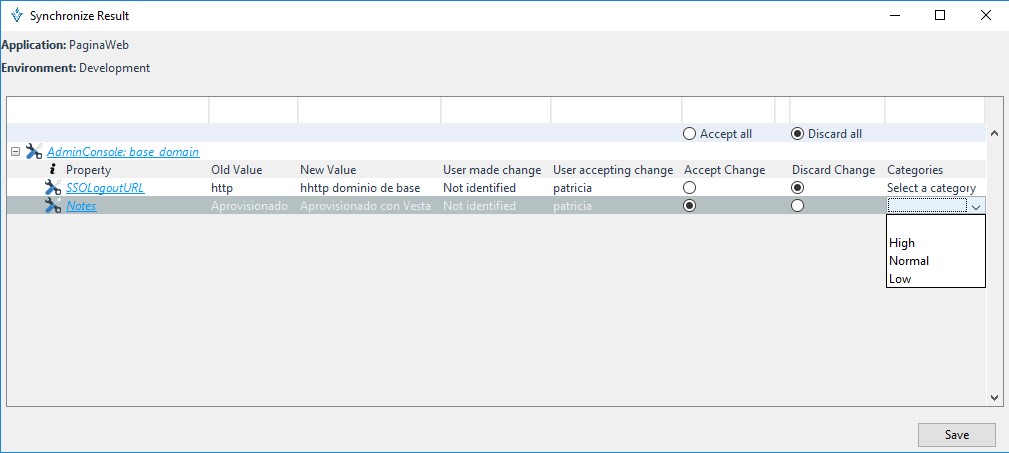 Synchronize Result
Application: PaginaWeb
Environment: Development
Accept all Discard all
AdminConsole: base_domain
i Property Old Value New Value User made change User accepting change Accept Change Discard Change Categories
SSOLogoutURL http hhttp dominio de base Not identified patricia Select a category
Notes Aprovisionado Aprovisionado con Vesta Not identified patricia
High
Normal
Low
Save